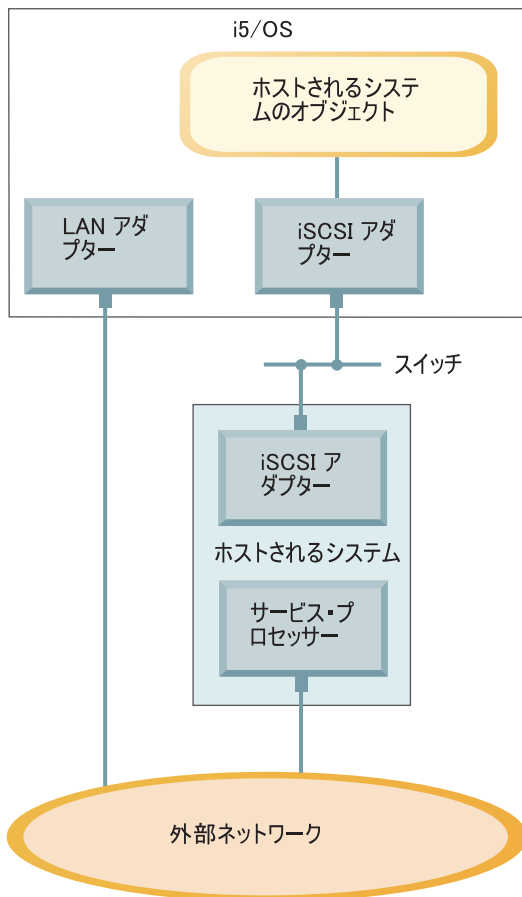 i5/OS
ホストされるシステ
ムのオブジェクト
LAN アダ
プター
iSCSI アダ
プター
スイッチ
iSCSI ア
ダプター
ホストされるシステム
サービス・プ
ロセッサー
外部ネットワーク